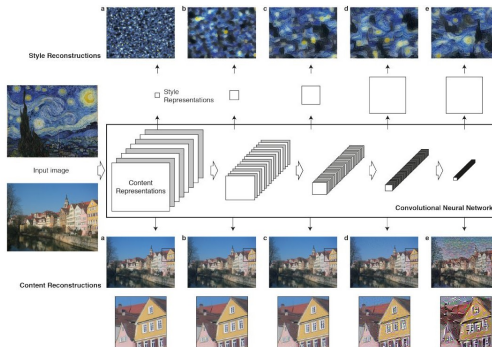 a b c d e
Style Reconstructions
Style
Representations
Input image
Content
Representations
Convolutional Neural Network
a b c d e
Content Reconstructions